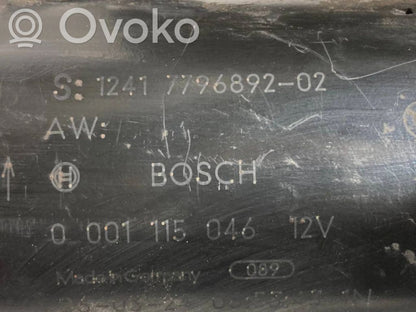 Ovoko
S: 1241 7796892-02
AW:
BOSCH
0 001 115 046 12V
Made in Germany 089